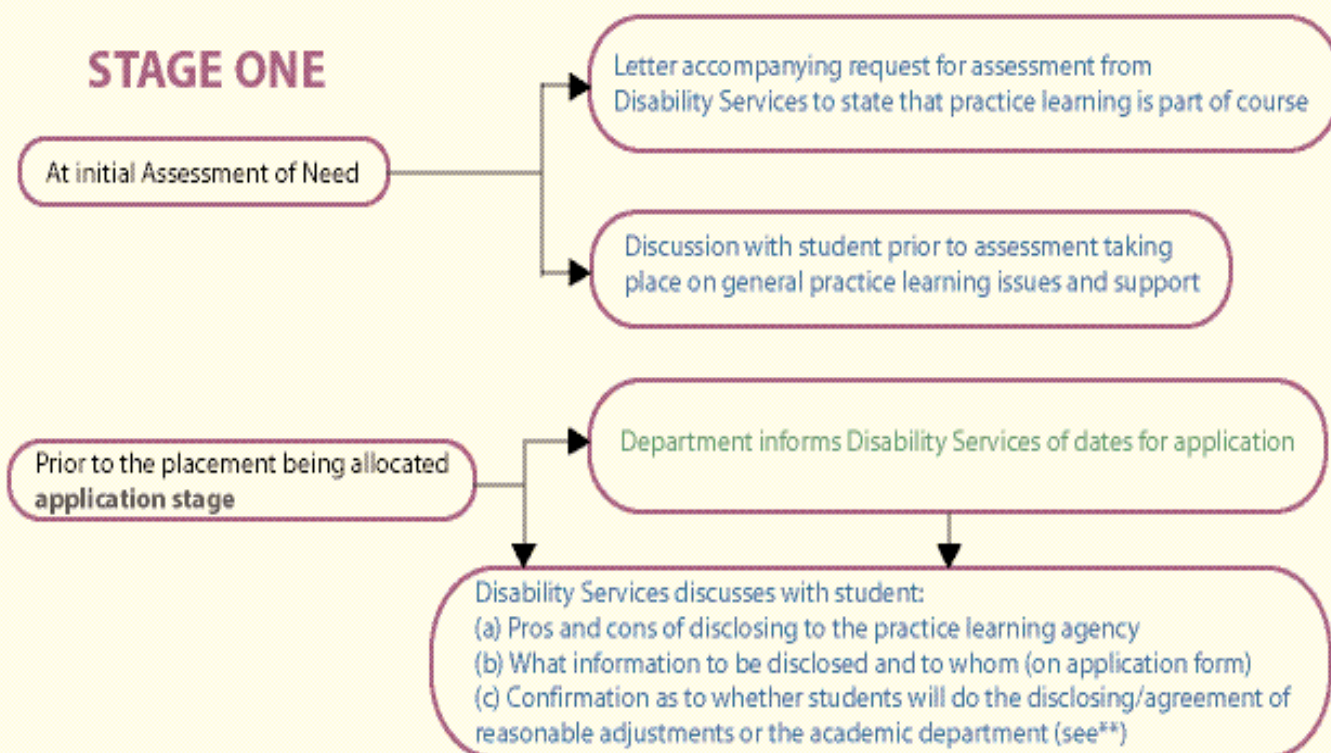 STAGE ONE
Letter accompanying request for assessment from
Disability Services to state that practice learning is part of course
At initial Assessment of Need
Discussion with student prior to assessment taking
place on general practice learning issues and support
Department informs Disability Services of dates for application
Prior to the placement being allocated
application stage
Disability Services discusses with student:
(a) Pros and cons of disclosing to the practice learning agency
(b) What information to be disclosed and to whom (on application form)
(c) Confirmation as to whether students will do the disclosing/agreement of
reasonable adjustments or the academic department (see**)